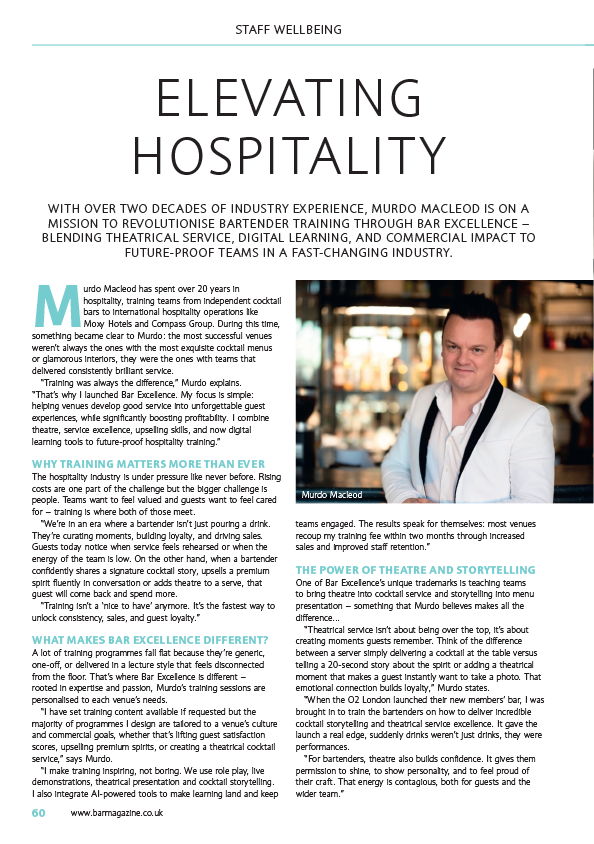 STAFF WELLBEING
ELEVATING
HOSPITALITY
WITH OVER TWO DECADES OF INDUSTRY EXPERIENCE, MURDO MACLEOD IS ON A
MISSION TO REVOLUTIONISE BARTENDER TRAINING THROUGH BAR EXCELLENCE –
BLENDING THEATRICAL SERVICE, DIGITAL LEARNING, AND COMMERCIAL IMPACT TO
FUTURE-PROOF TEAMS IN A FAST-CHANGING INDUSTRY.
Murdo Macleod has spent over 20 years in
hospitality, training teams from independent cocktail
bars to international hospitality operations like
Moxy Hotels and Compass Group. During this time,
something became clear to Murdo: the most successful venues
weren't always the ones with the most exquisite cocktail menus
or glamorous interiors, they were the ones with teams that
delivered consistently brilliant service.
"Training was always the difference," Murdo explains.
"That's why I launched Bar Excellence. My focus is simple:
helping venues develop good service into unforgettable guest
experiences, while significantly boosting profitability. I combine
theatre, service excellence, upselling skills, and now digital
learning tools to future-proof hospitality training."
WHY TRAINING MATTERS MORE THAN EVER
The hospitality industry is under pressure like never before. Rising
costs are one part of the challenge but the bigger challenge is
people. Teams want to feel valued and guests want to feel cared
for – training is where both of those meet.
"We're in an era where a bartender isn't just pouring a drink.
They're curating moments, building loyalty, and driving sales.
Guests today notice when service feels rehearsed or when the
energy of the team is low. On the other hand, when a bartender
confidently shares a signature cocktail story, upsells a premium
spirit fluently in conversation or adds theatre to a serve, that
guest will come back and spend more.
"Training isn't a 'nice to have' anymore. It's the fastest way to
unlock consistency, sales, and guest loyalty."
WHAT MAKES BAR EXCELLENCE DIFFERENT?
A lot of training programmes fall flat because they're generic,
one-off, or delivered in a lecture style that feels disconnected
from the floor. That's where Bar Excellence is different –
rooted in expertise and passion, Murdo's training sessions are
personalised to each venue's needs.
"I have set training content available if requested but the
majority of programmes I design are tailored to a venue's culture
and commercial goals, whether that's lifting guest satisfaction
scores, upselling premium spirits, or creating a theatrical cocktail
service," says Murdo.
"I make training inspiring, not boring. We use role play, live
demonstrations, theatrical presentation and cocktail storytelling.
I also integrate AI-powered tools to make learning land and keep
Murdo Macleod
teams engaged. The results speak for themselves: most venues
recoup my training fee within two months through increased
sales and improved staff retention."
THE POWER OF THEATRE AND STORYTELLING
One of Bar Excellence's unique trademarks is teaching teams
to bring theatre into cocktail service and storytelling into menu
presentation – something that Murdo believes makes all the
difference...
"Theatrical service isn't about being over the top, it's about
creating moments guests remember. Think of the difference
between a server simply delivering a cocktail at the table versus
telling a 20-second story about the spirit or adding a theatrical
moment that makes a guest instantly want to take a photo. That
emotional connection builds loyalty," Murdo states.
"When the O2 London launched their new members' bar, I was
brought in to train the bartenders on how to deliver incredible
cocktail storytelling and theatrical service excellence. It gave the
launch a real edge, suddenly drinks weren't just drinks, they were
performances.
"For bartenders, theatre also builds confidence. It gives them
permission to shine, to show personality, and to feel proud of
their craft. That energy is contagious, both for guests and the
wider team."
60 www.barmagazine.co.uk